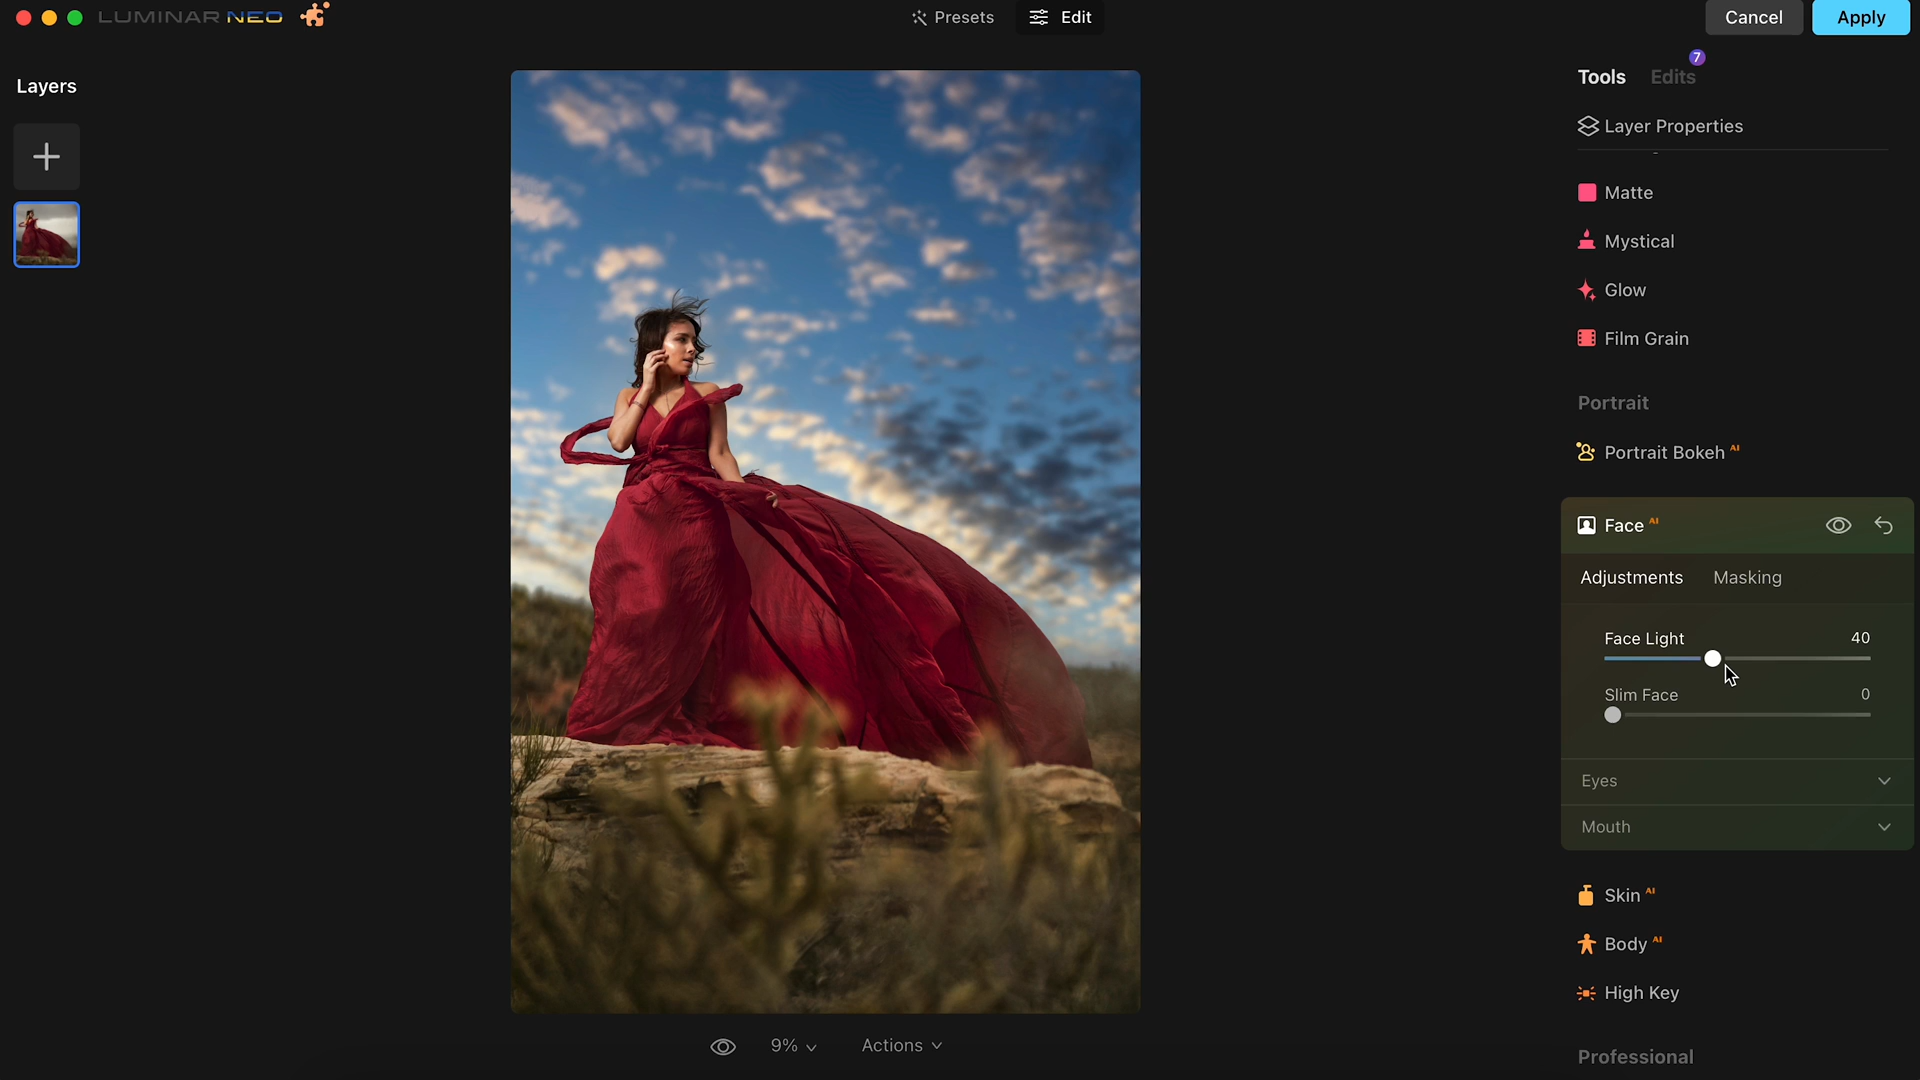 LUMINAR NEO
Presets
Edit
Cancel
Apply
Layers
Tools
Edits
7
Layer Properties
Matte
Mystical
Glow
Film Grain
Portrait
Portrait Bokeh AI
Face AI
Adjustments
Masking
Face Light
40
Slim Face
0
Eyes
Mouth
Skin AI
Body AI
High Key
Professional
9%
Actions